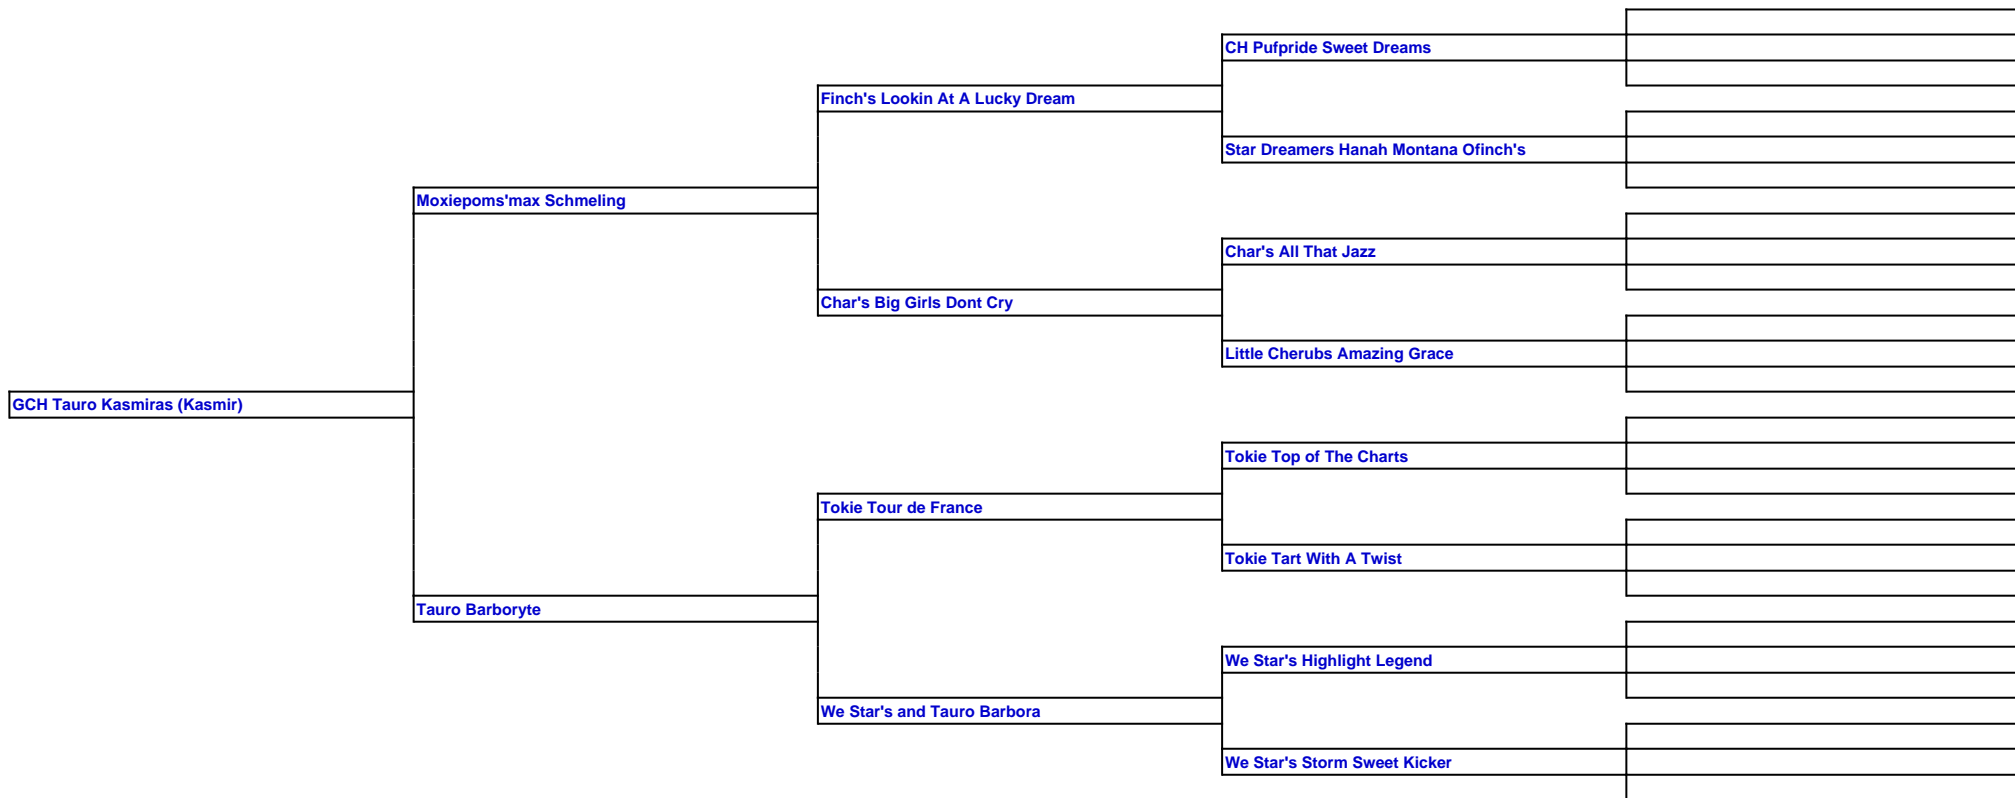 CH Pufpride Sweet Dreams
Finch's Lookin At A Lucky Dream
Star Dreamers Hanah Montana Ofinch's
Moxiepoms'max Schmeling
Char's All That Jazz
Char's Big Girls Dont Cry
Little Cherubs Amazing Grace
GCH Tauro Kasmiras (Kasmir)
Tokie Top of The Charts
Tokie Tour de France
Tokie Tart With A Twist
Tauro Barboryte
We Star's Highlight Legend
We Star's and Tauro Barbora
We Star's Storm Sweet Kicker